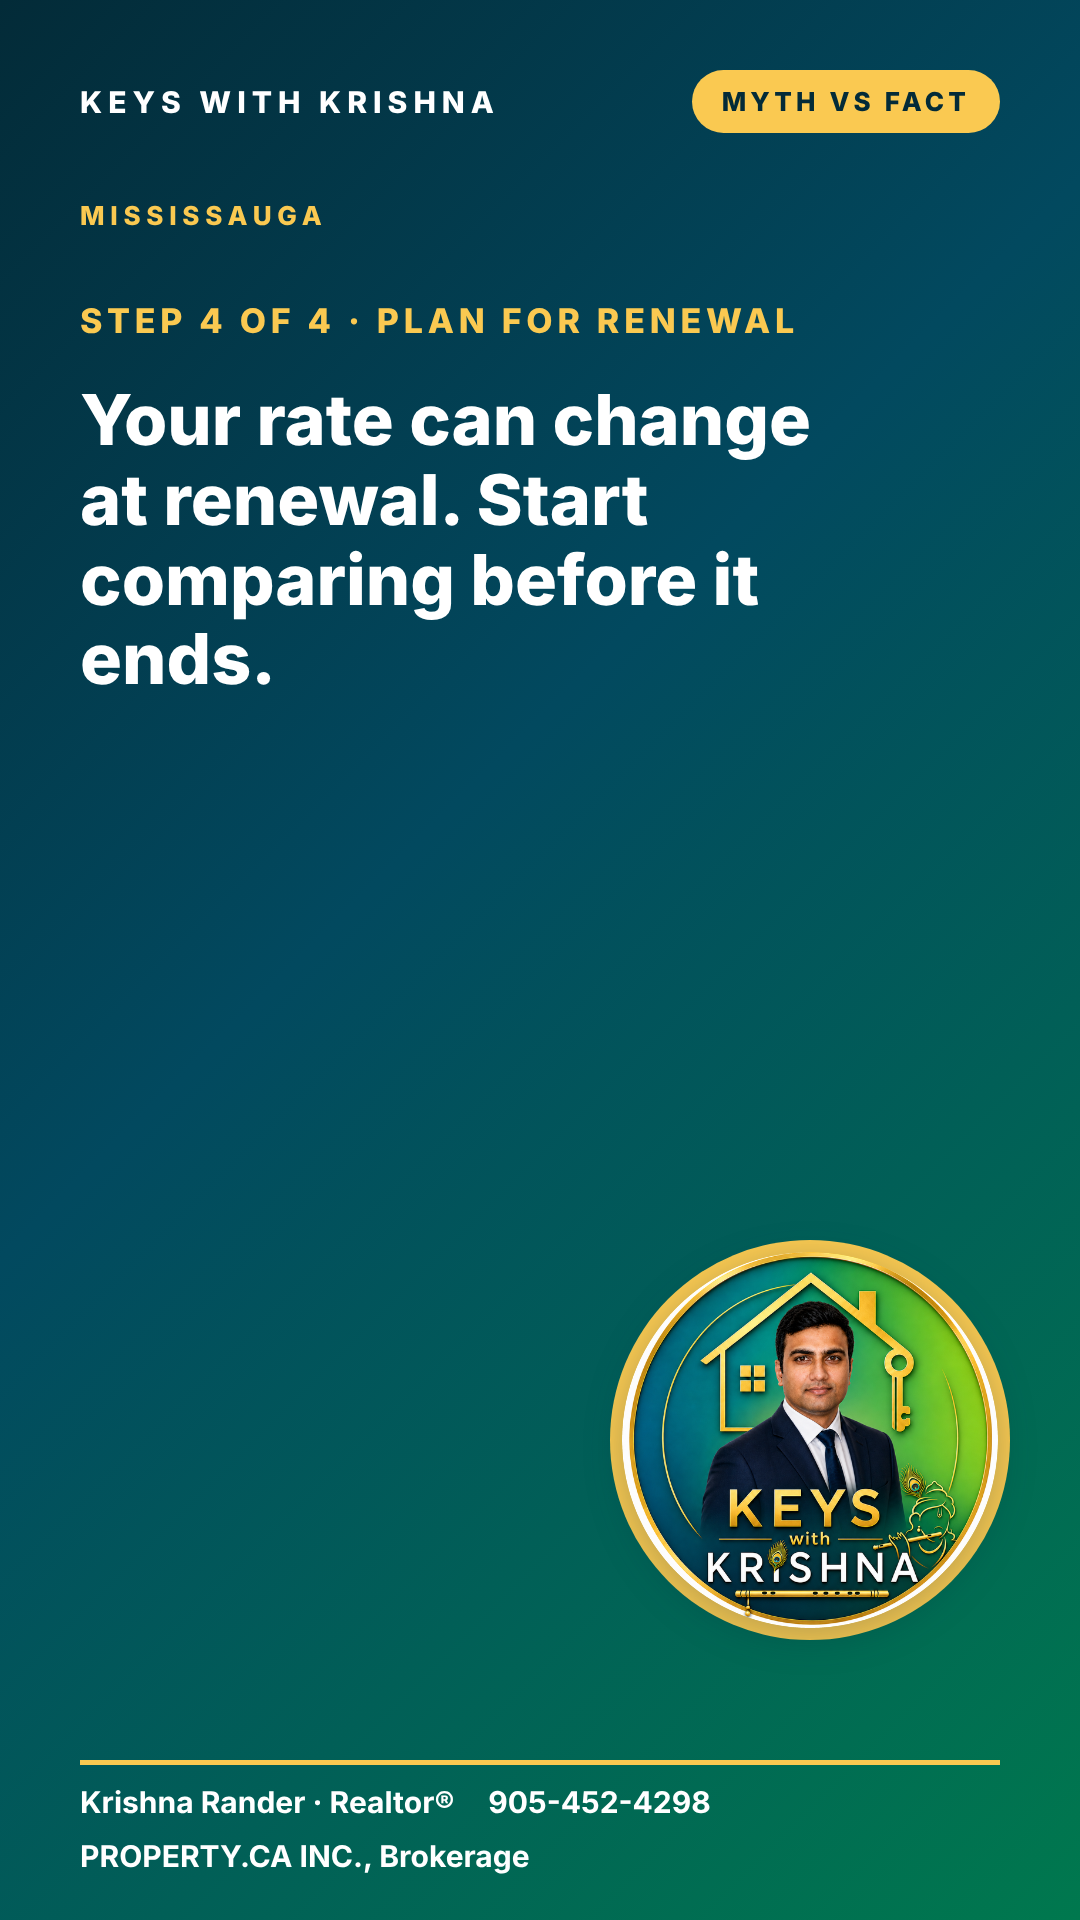 KEYS WITH KRISHNA
MYTH VS FACT
MISSISSAUGA
STEP 4 OF 4 · PLAN FOR RENEWAL
Your rate can change
at renewal. Start
comparing before it
ends.
KEYS
with
KRISHNA
Krishna Rander · Realtor® 905-452-4298
PROPERTY.CA INC., Brokerage